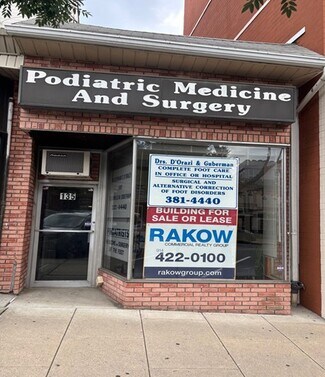 Podiatric Medicine
And Surgery
135
Drs. D'Orazi & Guberman
COMPLETE FOOT CARE
IN OFFICE OR HOSPITAL
SURGICAL AND
ALTERNATIVE CORRECTION
OF FOOT DISORDERS
381-4440
BUILDING FOR
SALE OR LEASE
RAKOW
COMMERCIAL REALTY GROUP
422-0100
rakowgroup.com